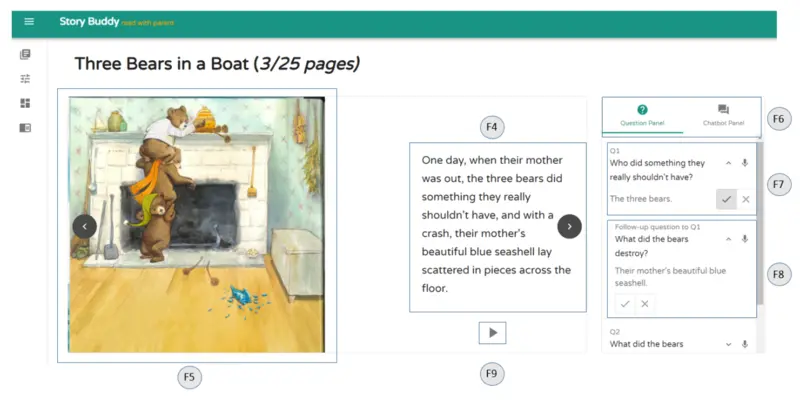 Story Buddy read with parent
Three Bears in a Boat (3/25 pages)
F4
One day, when their mother
was out, the three bears did
something they really
shouldn't have, and with a
crash, their mother's
beautiful blue seashell lay
scattered in pieces across the
floor.
F5
F9
Question Panel
Chatbot Panel
F6
Q1
Who did something they
really shouldn't have?
The three bears.
F7
Follow-up question to Q1
What did the bears
destroy?
Their mother's beautiful blue
seashell.
F8
Q2
What did the bears